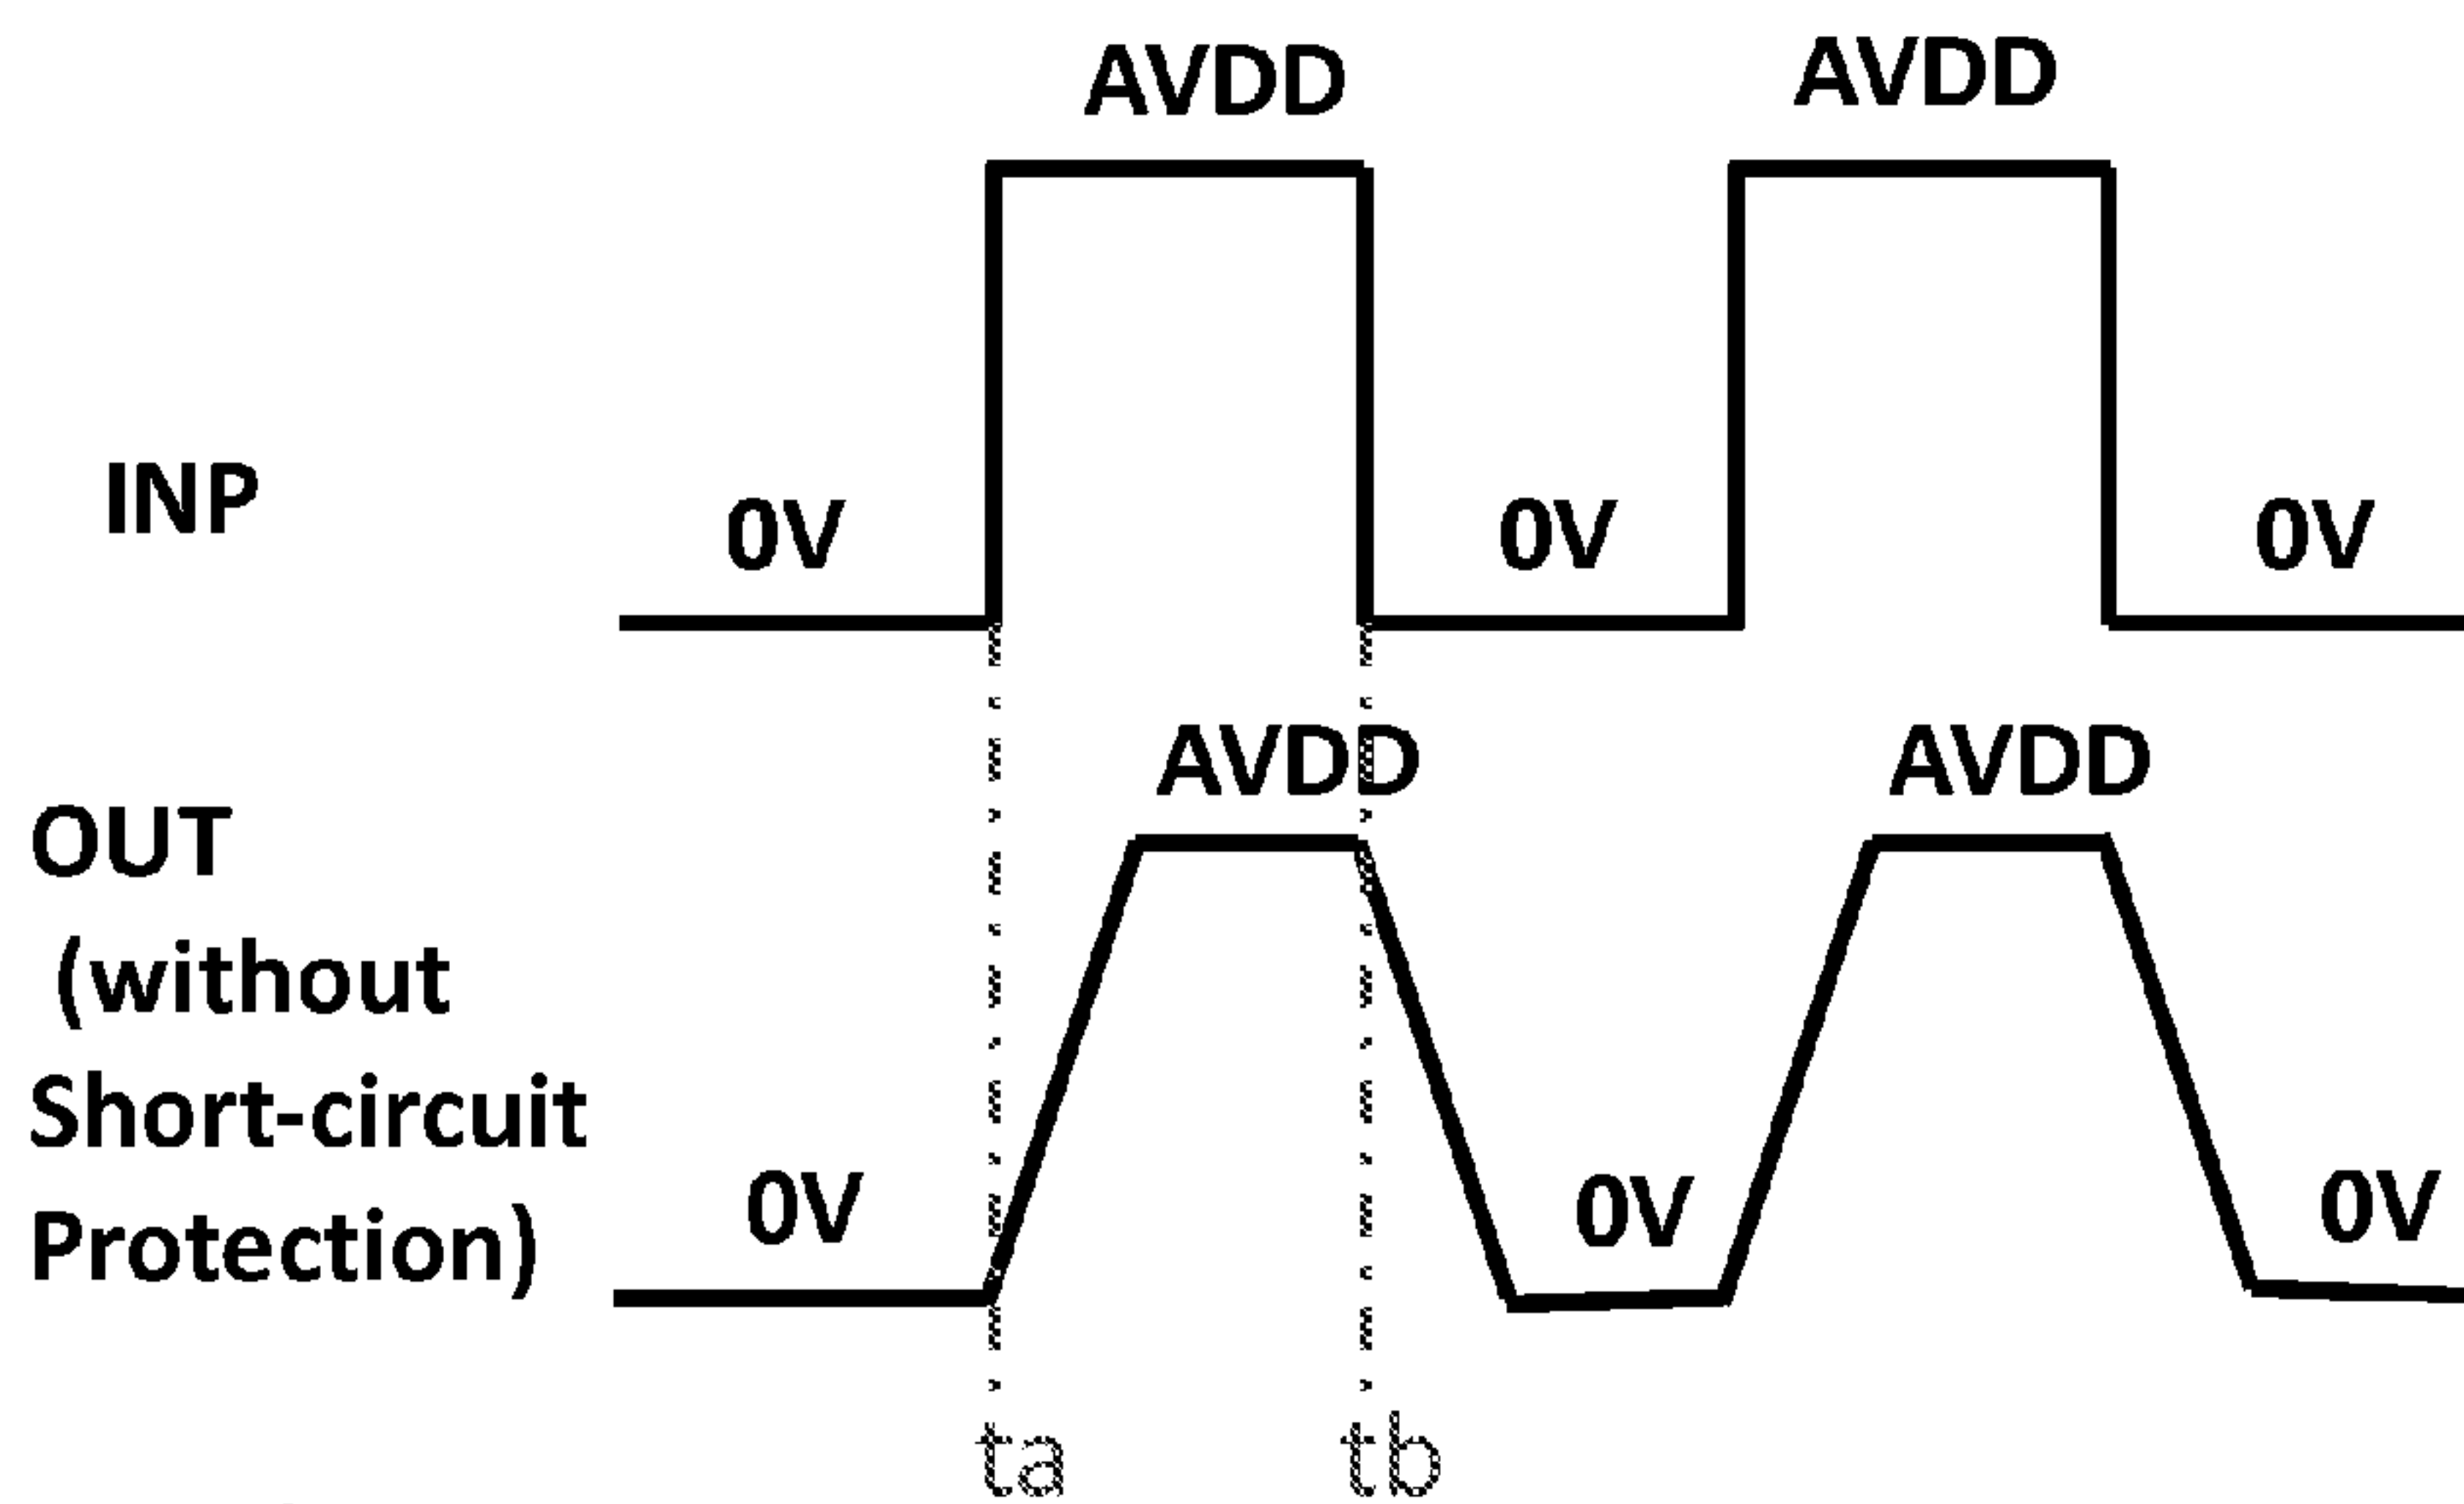 AVDD AVDD
INP
0V 0V 0V
AVDD AVDD
OUT
(without
Short-circuit
Protection)
0V 0V 0V
ta tb